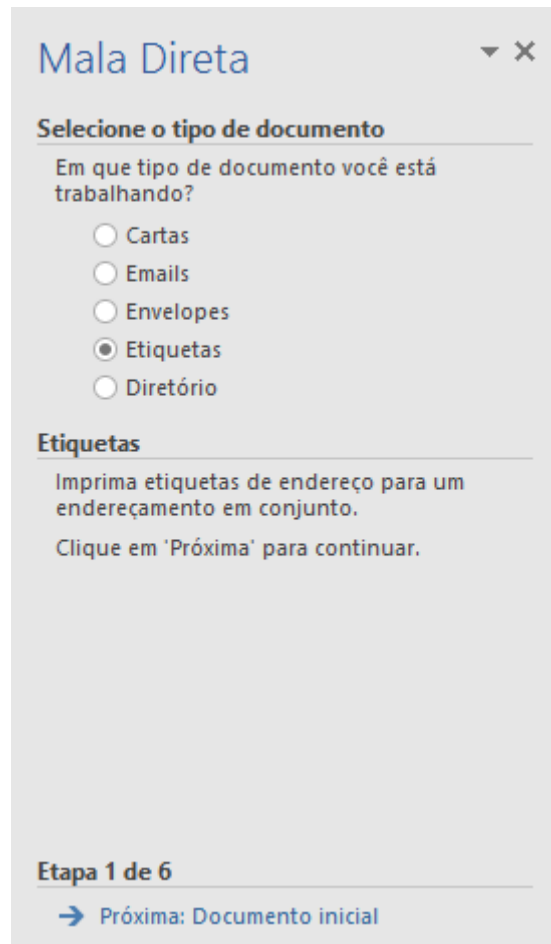 Mala Direta
Selecione o tipo de documento
Em que tipo de documento você está
trabalhando?
Cartas
Emails
Envelopes
Etiquetas
Diretório
Etiquetas
Imprima etiquetas de endereço para um
endereçamento em conjunto.
Clique em 'Próxima' para continuar.
Etapa 1 de 6
Próxima: Documento inicial